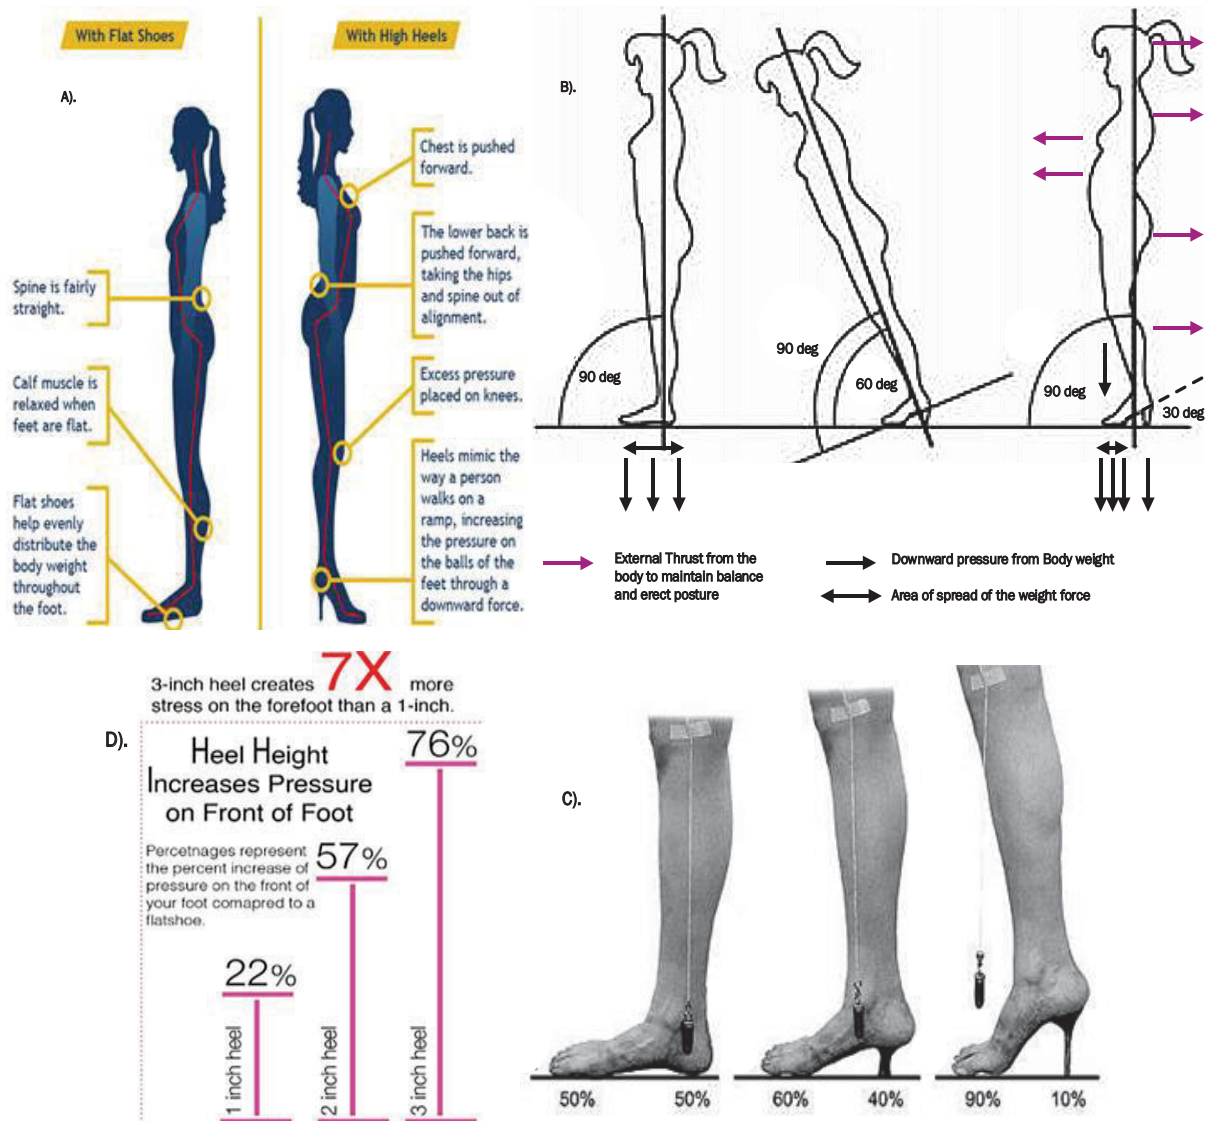 With Flat Shoes
With High Heels
A).
Chest is pushed
forward.
The lower back is
pushed forward,
taking the hips
and spine out of
alignment.
Spine is fairly
straight.
Excess pressure
placed on knees.
Calf muscle is
relaxed when
feet are flat.
Heels mimic the
way a person
walks on a
ramp, increasing
the pressure on
the balls of the
feet through a
downward force.
Flat shoes
help evenly
distribute the
body weight
throughout
the foot.
B).
90 deg
90 deg
60 deg
90 deg
30 deg
External Thrust from the
body to maintain balance
and erect posture
Downward pressure from Body weight
Area of spread of the weight force
3-inch heel creates 7X more
stress on the forefoot than a 1-inch.
D).
Heel Height
Increases Pressure
on Front of Foot
Percetnages represent
the percent increase of
pressure on the front of
your foot comapred to a
flatshoe.
22%
57%
76%
1 inch heel
2 inch heel
3 inch heel
C).
50% 50%
60% 40%
90% 10%